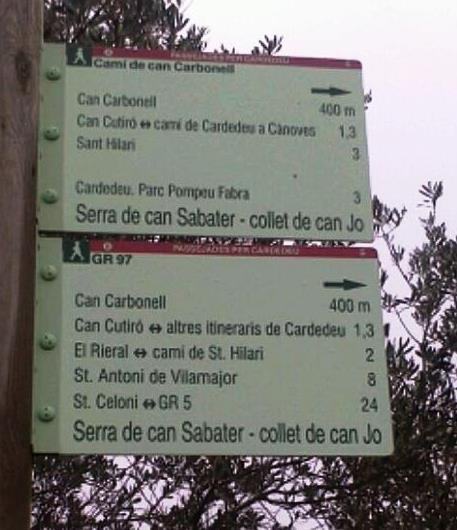 PASSEJADES PER CARDEDEU
Camí de can Carbonell
Can Carbonell 400 m
Can Cutiró ⇔ camí de Cardedeu a Cànoves 1,3
Sant Hilari 3
Cardedeu. Parc Pompeu Fabra 3
Serra de can Sabater - collet de can Jo
PASSEJADES PER CARDEDEU
GR 97
Can Carbonell 400 m
Can Cutiró ⇔ altres itineraris de Cardedeu 1,3
El Rieral ⇔ camí de St. Hilari 2
St. Antoni de Vilamajor 8
St. Celoni ⇔ GR 5 24
Serra de can Sabater - collet de can Jo